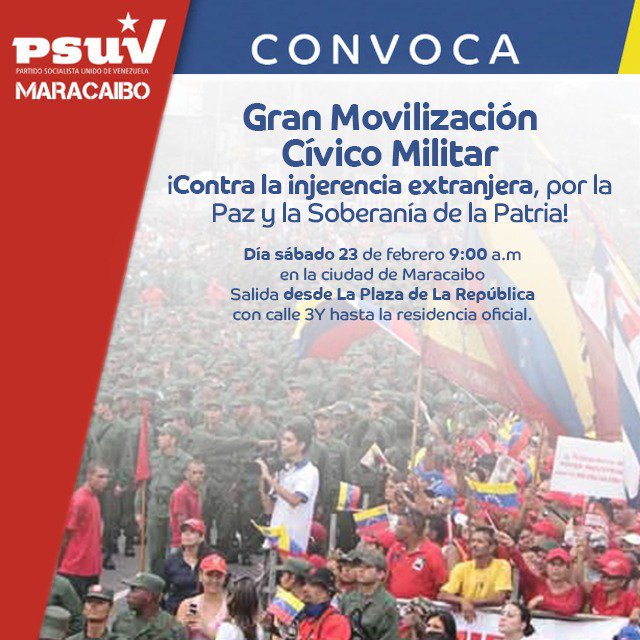 PSUV
PARTIDO SOCIALISTA UNIDO DE VENEZUELA
MARACAIBO
CONVOCA
Gran Movilización
Cívico Militar
¡Contra la injerencia extranjera, por la
Paz y la Soberanía de la Patria!
Día sábado 23 de febrero 9:00 a.m
en la ciudad de Maracaibo
Salida desde La Plaza de La República
con calle 3Y hasta la residencia oficial.